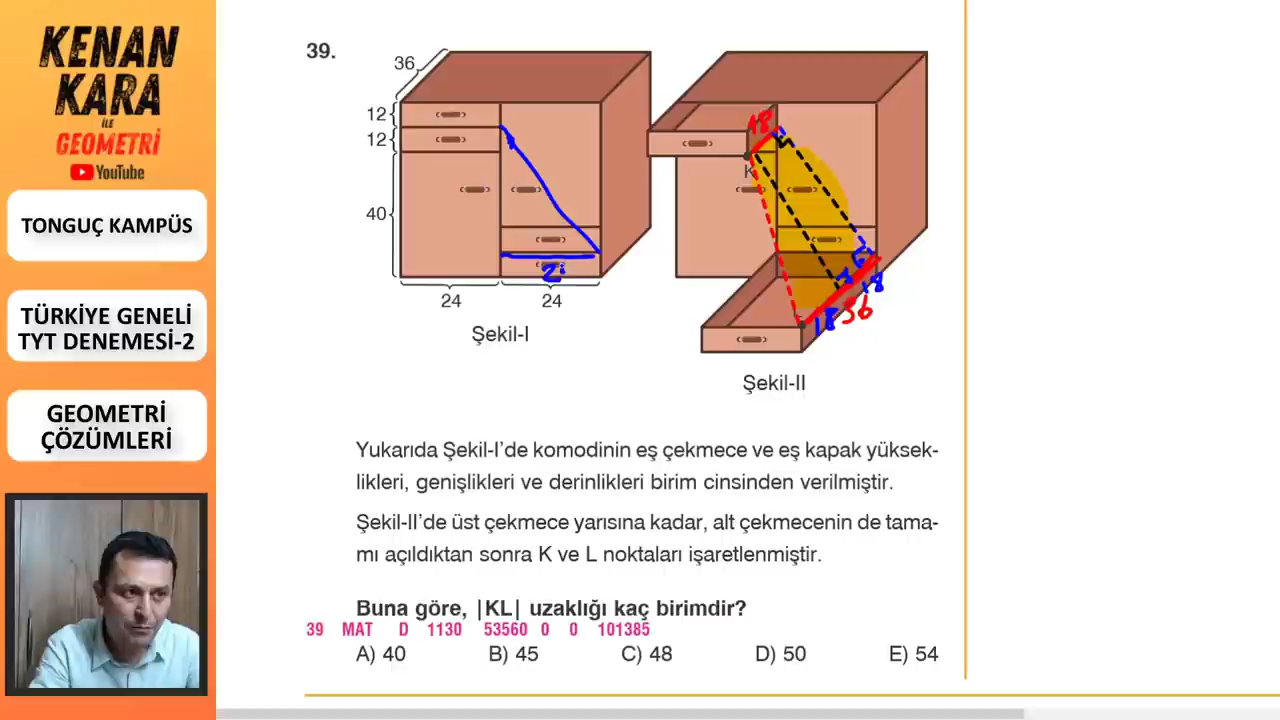 KENAN
KARA
İLE
GEOMETRİ
YouTube
TONGUÇ KAMPÜS
TÜRKİYE GENELİ
TYT DENEMESİ-2
GEOMETRİ
ÇÖZÜMLERİ
39.
36
12
12
40
24
24
Şekil-I
18
K
18
36
18
Şekil-II
Yukarıda Şekil-I’de komodinin eş çekmece ve eş kapak yüksek-
likleri, genişlikleri ve derinlikleri birim cinsinden verilmiştir.
Şekil-II’de üst çekmece yarısına kadar, alt çekmecenin de tama-
mı açıldıktan sonra K ve L noktaları işaretlenmiştir.
Buna göre, |KL| uzaklığı kaç birimdir?
39 MAT D 1130 53560 0 0 101385
A) 40 B) 45 C) 48 D) 50 E) 54